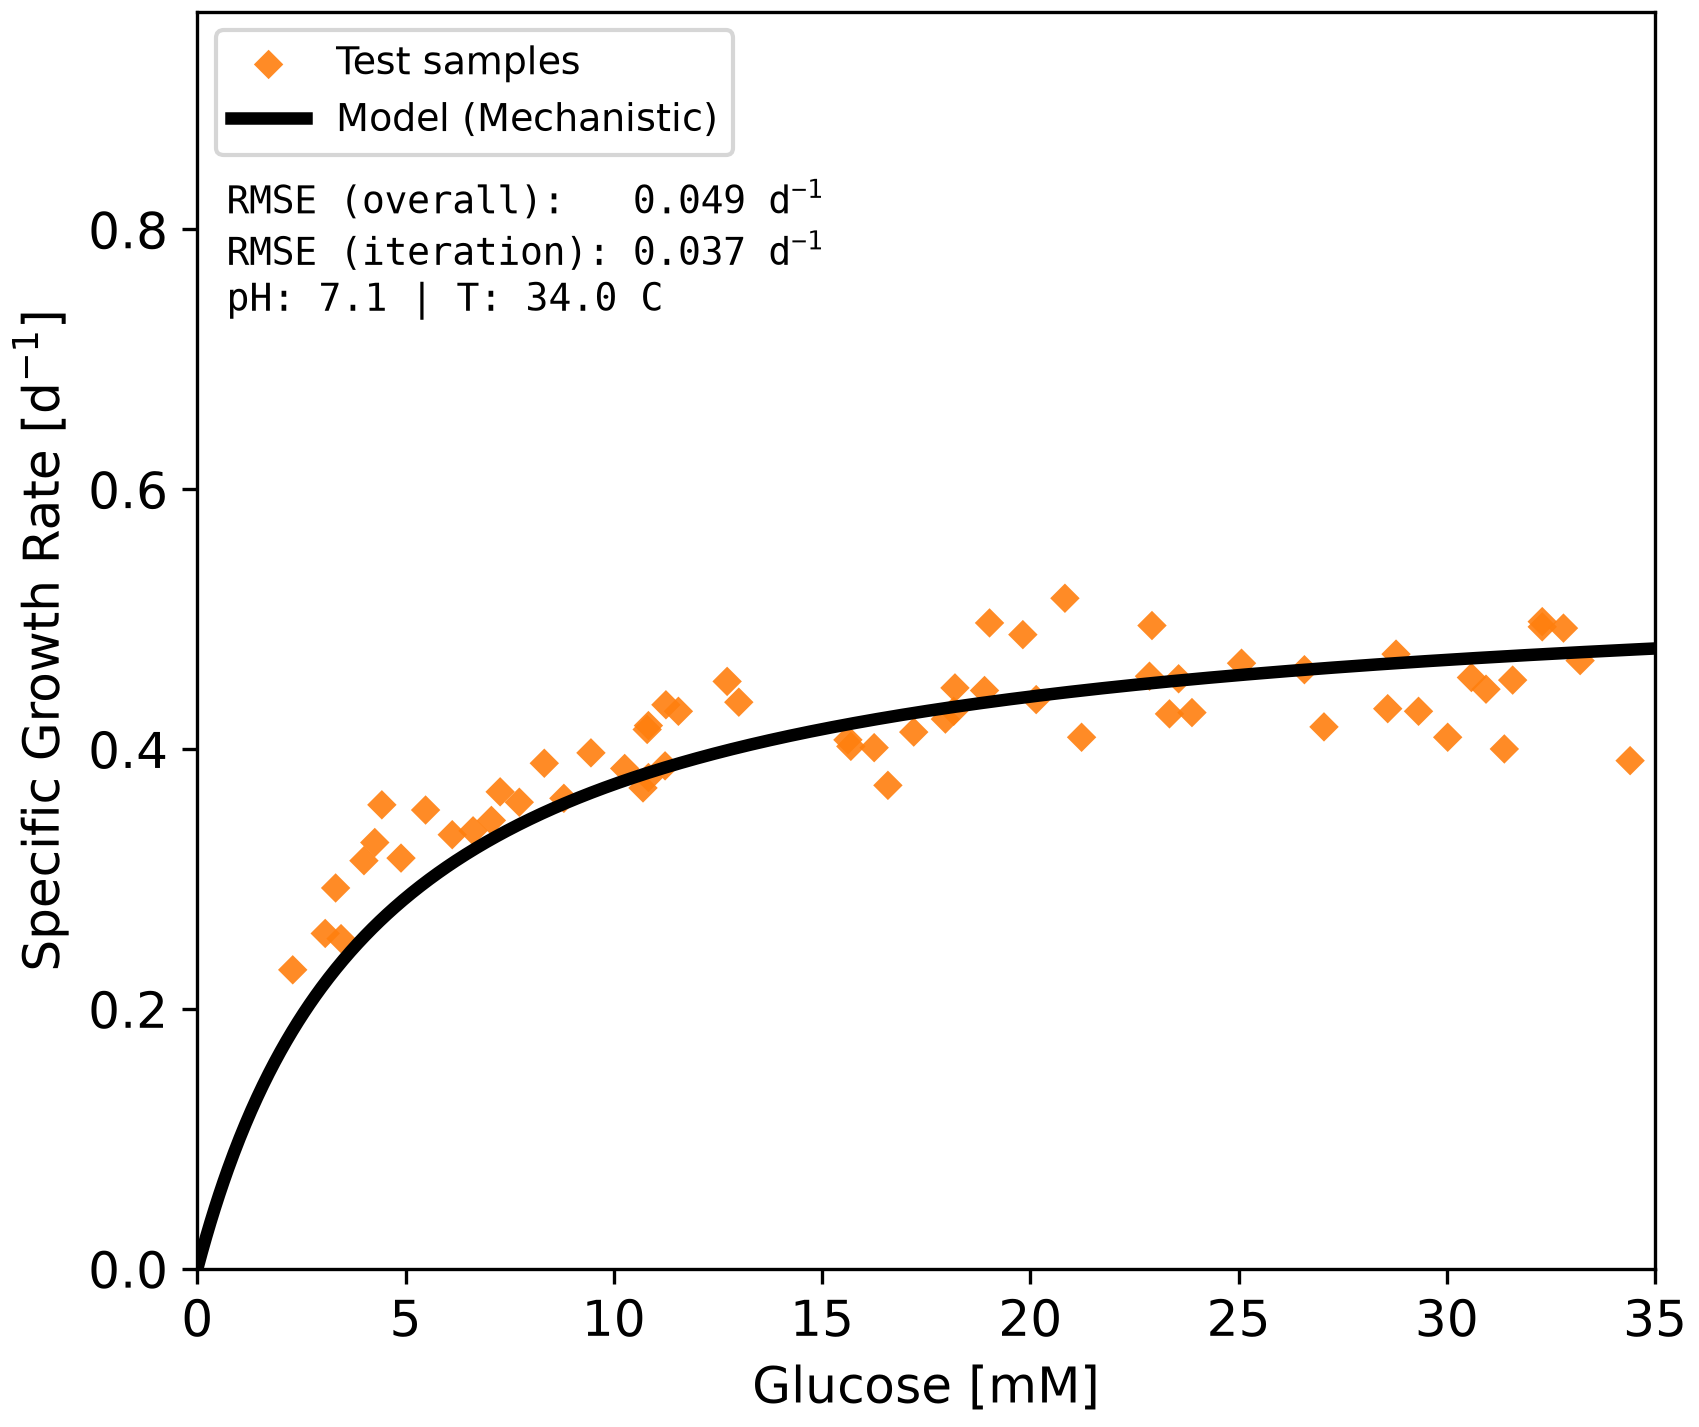 Test samples
Model (Mechanistic)
RMSE (overall): 0.049 d⁻¹
RMSE (iteration): 0.037 d⁻¹
pH: 7.1 | T: 34.0 C
Specific Growth Rate [d⁻¹]
0.8
0.6
0.4
0.2
0.0
0 5 10 15 20 25 30 35
Glucose [mM]